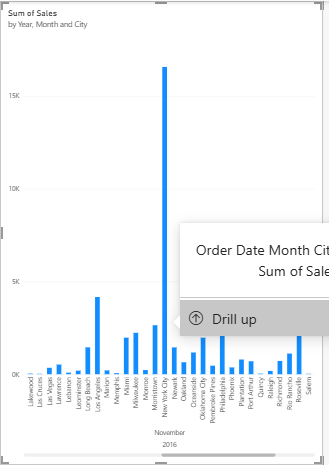 Sum of Sales
by Year, Month and City
15K
10K
5K
0K
Order Date Month Cit
Sum of Sale
Drill up
Lakewood
Las Cruces
Las Vegas
Lawrence
Lebanon
Leominster
Long Beach
Los Angeles
Marion
Memphis
Miami
Milwaukee
Monroe
Morristown
New York City
Newark
Oakland
Oceanside
Oklahoma City
Pembroke Pines
Philadelphia
Phoenix
Plantation
Port Arthur
Quincy
Raleigh
Richmond
Rio Rancho
Roseville
Salem
November
2016